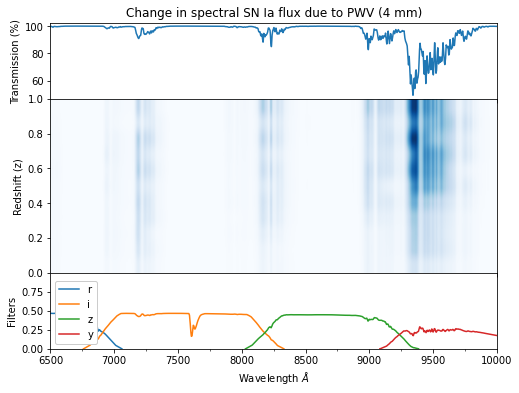 Change in spectral SN Ia flux due to PWV (4 mm)
Transmission (%)
100
80
60
Redshift (z)
1.0
0.8
0.6
0.4
0.2
0.0
Filters
0.75
0.50
0.25
0.00
r
i
z
y
6500 7000 7500 8000 8500 9000 9500 10000
Wavelength Å